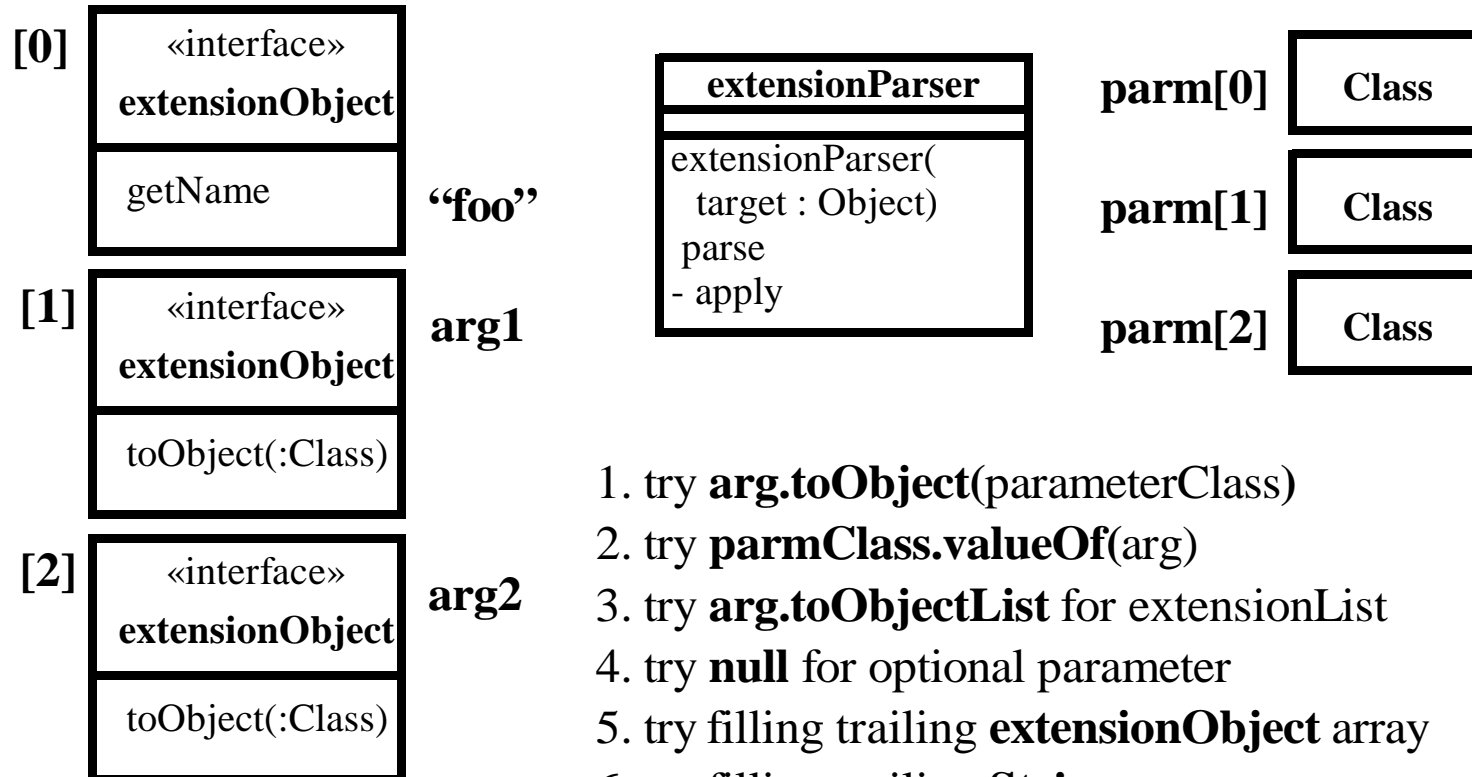 [0]
«interface»
extensionObject
getName
“foo”
[1]
«interface»
extensionObject
toObject(:Class)
arg1
[2]
«interface»
extensionObject
toObject(:Class)
arg2
extensionParser
extensionParser(
target : Object)
parse
- apply
parm[0]
Class
parm[1]
Class
parm[2]
Class
1. try arg.toObject(parameterClass)
2. try parmClass.valueOf(arg)
3. try arg.toObjectList for extensionList
4. try null for optional parameter
5. try filling trailing extensionObject array